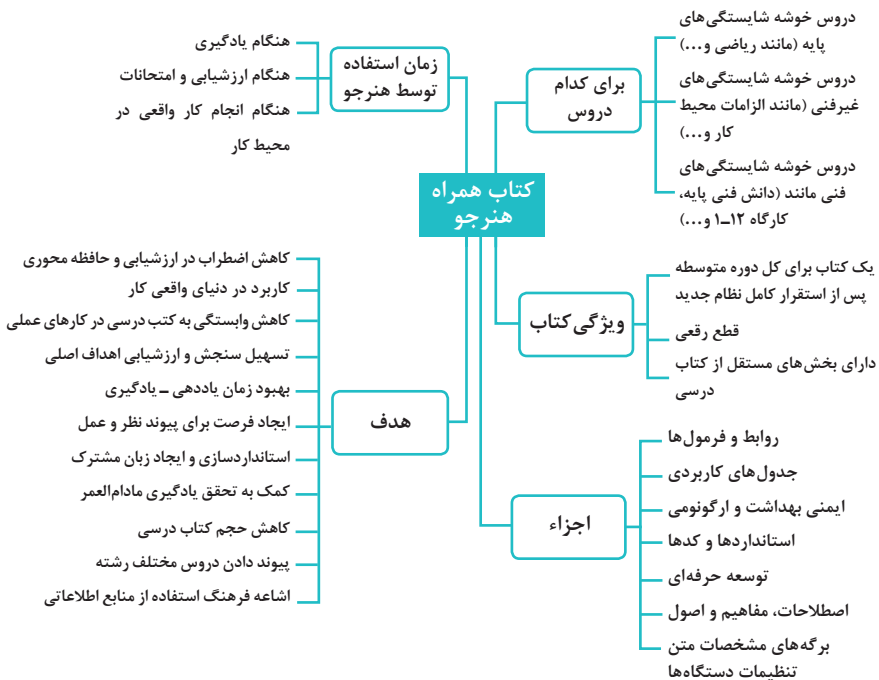 کتاب همراه
هنرجو
برای کدام
دروس
دروس خوشه شایستگی‌های
پایه (مانند ریاضی و...)
دروس خوشه شایستگی‌های
غیرفنی (مانند الزامات محیط
کار و...)
دروس خوشه شایستگی‌های
فنی مانند (دانش فنی پایه،
کارگاه ۱۲ــ۱ و...)
ویژگی کتاب
یک کتاب برای کل دوره متوسطه
پس از استقرار کامل نظام جدید
قطع رقعی
دارای بخش‌های مستقل از کتاب
درسی
اجزاء
روابط و فرمول‌ها
جدول‌های کاربردی
ایمنی بهداشت و ارگونومی
استانداردها و کدها
توسعه حرفه‌ای
اصطلاحات، مفاهیم و اصول
برگه‌های مشخصات متن
تنظیمات دستگاه‌ها
زمان استفاده
توسط هنرجو
هنگام یادگیری
هنگام ارزشیابی و امتحانات
هنگام انجام کار واقعی در
محیط کار
هدف
کاهش اضطراب در ارزشیابی و حافظه محوری
کاربرد در دنیای واقعی کار
کاهش وابستگی به کتب درسی در کارهای عملی
تسهیل سنجش و ارزشیابی اهداف اصلی
بهبود زمان یاددهی ــ یادگیری
ایجاد فرصت برای پیوند نظر و عمل
استانداردسازی و ایجاد زبان مشترک
کمک به تحقق یادگیری مادام‌العمر
کاهش حجم کتاب درسی
پیوند دادن دروس مختلف رشته
اشاعه فرهنگ استفاده از منابع اطلاعاتی